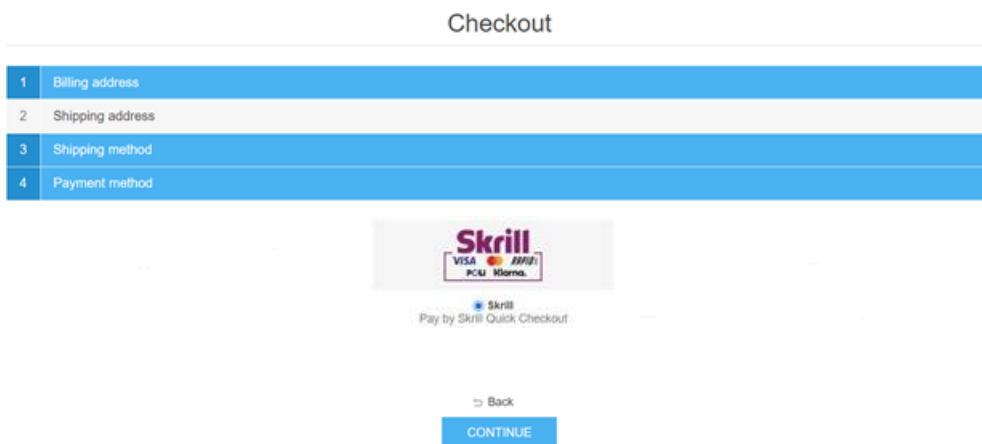 Checkout
1 Billing address
2 Shipping address
3 Shipping method
4 Payment method
Skrill
VISA
Klarna.
Skrill
Pay by Skrill Quick Checkout
Back
CONTINUE